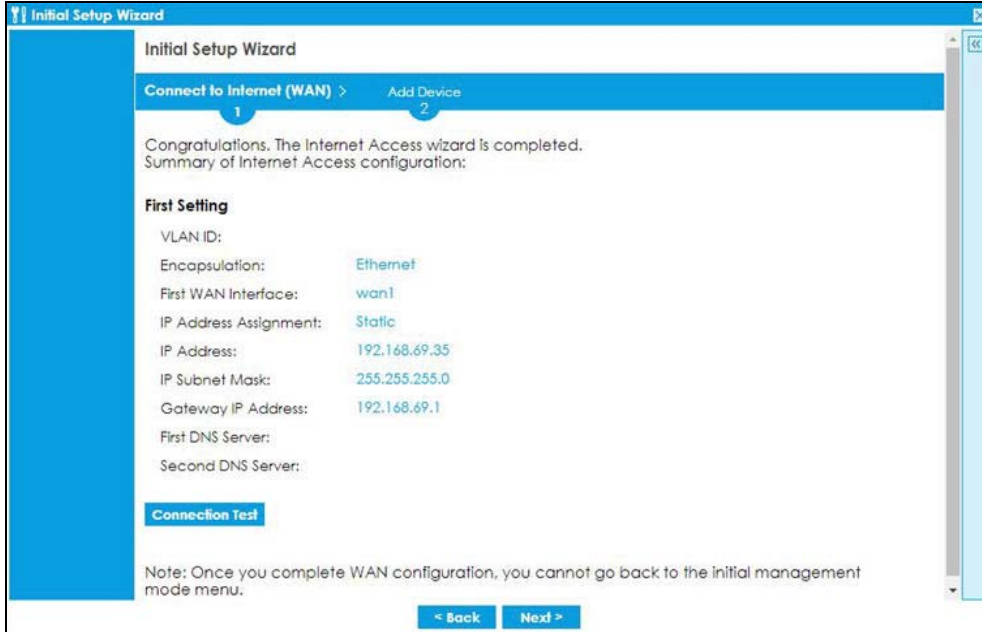 Initial Setup Wizard
Initial Setup Wizard
Connect to Internet (WAN) > Add Device
1 2
Congratulations. The Internet Access wizard is completed.
Summary of Internet Access configuration:
First Setting
VLAN ID:
Encapsulation: Ethernet
First WAN Interface: wan1
IP Address Assignment: Static
IP Address: 192.168.69.35
IP Subnet Mask: 255.255.255.0
Gateway IP Address: 192.168.69.1
First DNS Server:
Second DNS Server:
Connection Test
Note: Once you complete WAN configuration, you cannot go back to the initial management
mode menu.
< Back Next >